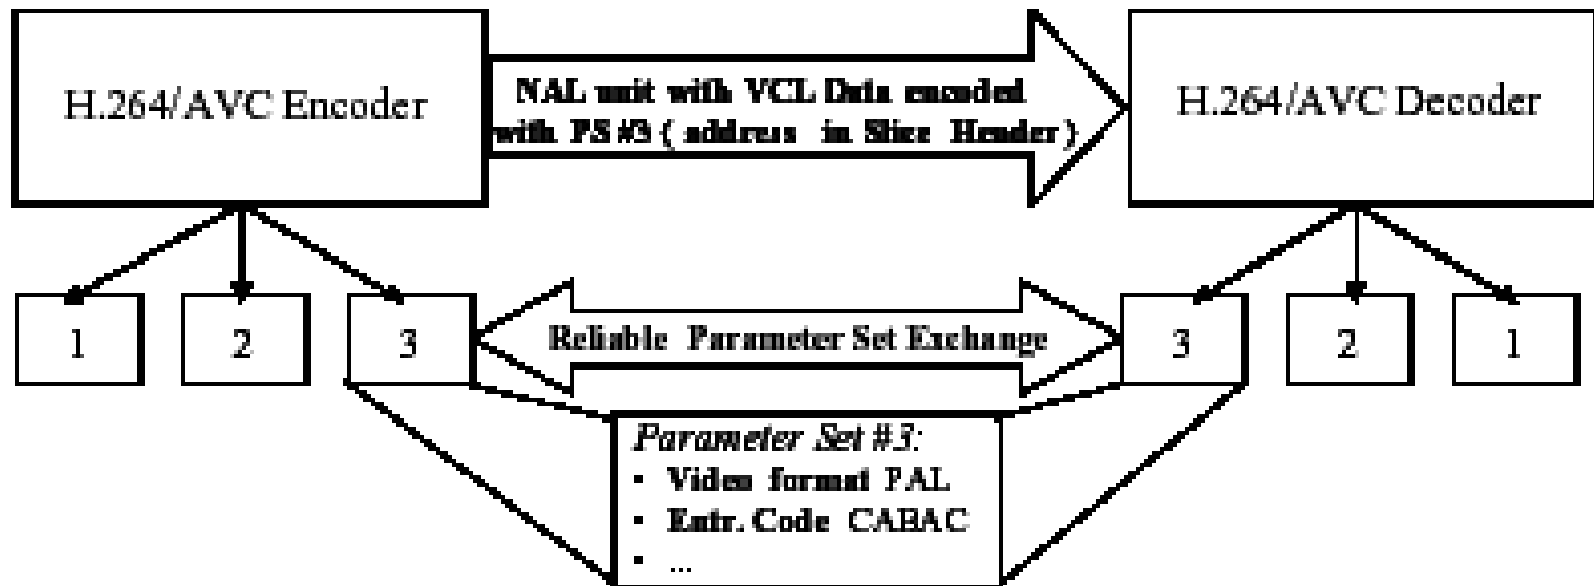 H.264/AVC Encoder
NAL unit with VCL Data encoded
with PS #3 ( address in Slice Header )
H.264/AVC Decoder
1
2
3
Reliable Parameter Set Exchange
3
2
1
Parameter Set #3:
• Video format PAL
• Entr. Code CABAC
• ...